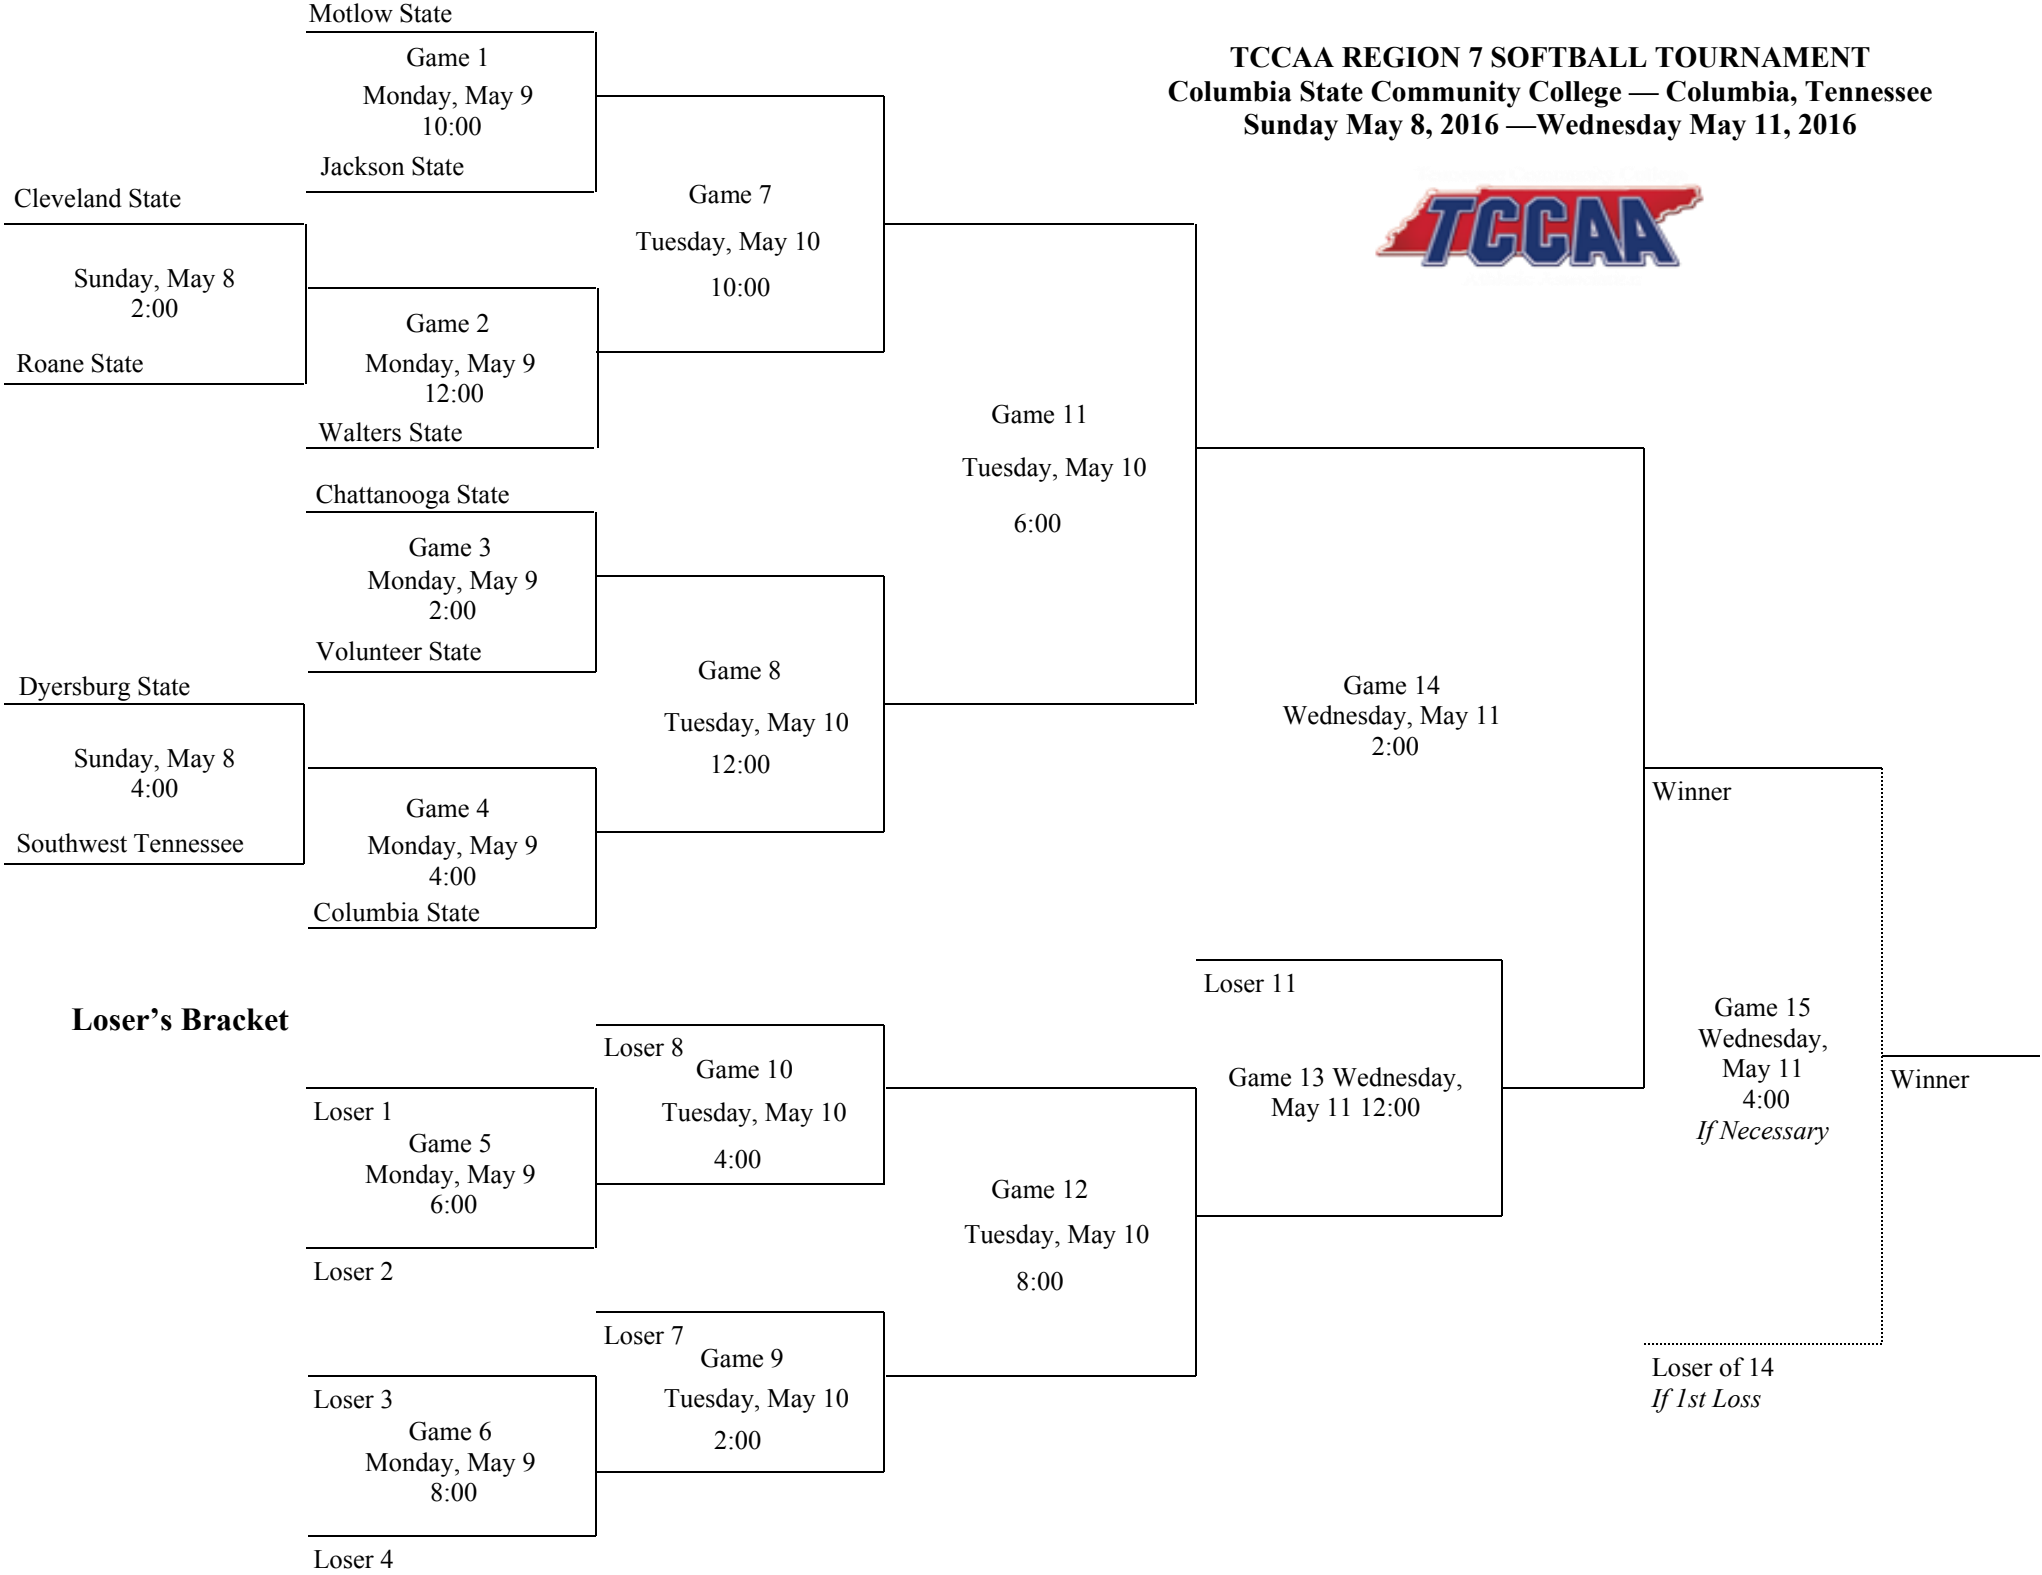 Motlow State
Game 1
Monday, May 9
10:00
Jackson State
TCCAA REGION 7 SOFTBALL TOURNAMENT
Columbia State Community College — Columbia, Tennessee
Sunday May 8, 2016 —Wednesday May 11, 2016
TCCAA
Cleveland State
Sunday, May 8
2:00
Roane State
Game 2
Monday, May 9
12:00
Walters State
Game 7
Tuesday, May 10
10:00
Chattanooga State
Game 3
Monday, May 9
2:00
Volunteer State
Dyersburg State
Sunday, May 8
4:00
Southwest Tennessee
Game 4
Monday, May 9
4:00
Columbia State
Game 8
Tuesday, May 10
12:00
Game 11
Tuesday, May 10
6:00
Game 14
Wednesday, May 11
2:00
Winner
Loser’s Bracket
Loser 1
Game 5
Monday, May 9
6:00
Loser 2
Loser 3
Game 6
Monday, May 9
8:00
Loser 4
Loser 8
Game 10
Tuesday, May 10
4:00
Loser 7
Game 9
Tuesday, May 10
2:00
Game 12
Tuesday, May 10
8:00
Loser 11
Game 13 Wednesday,
May 11 12:00
Game 15
Wednesday,
May 11
4:00
If Necessary
Winner
Loser of 14
If 1st Loss